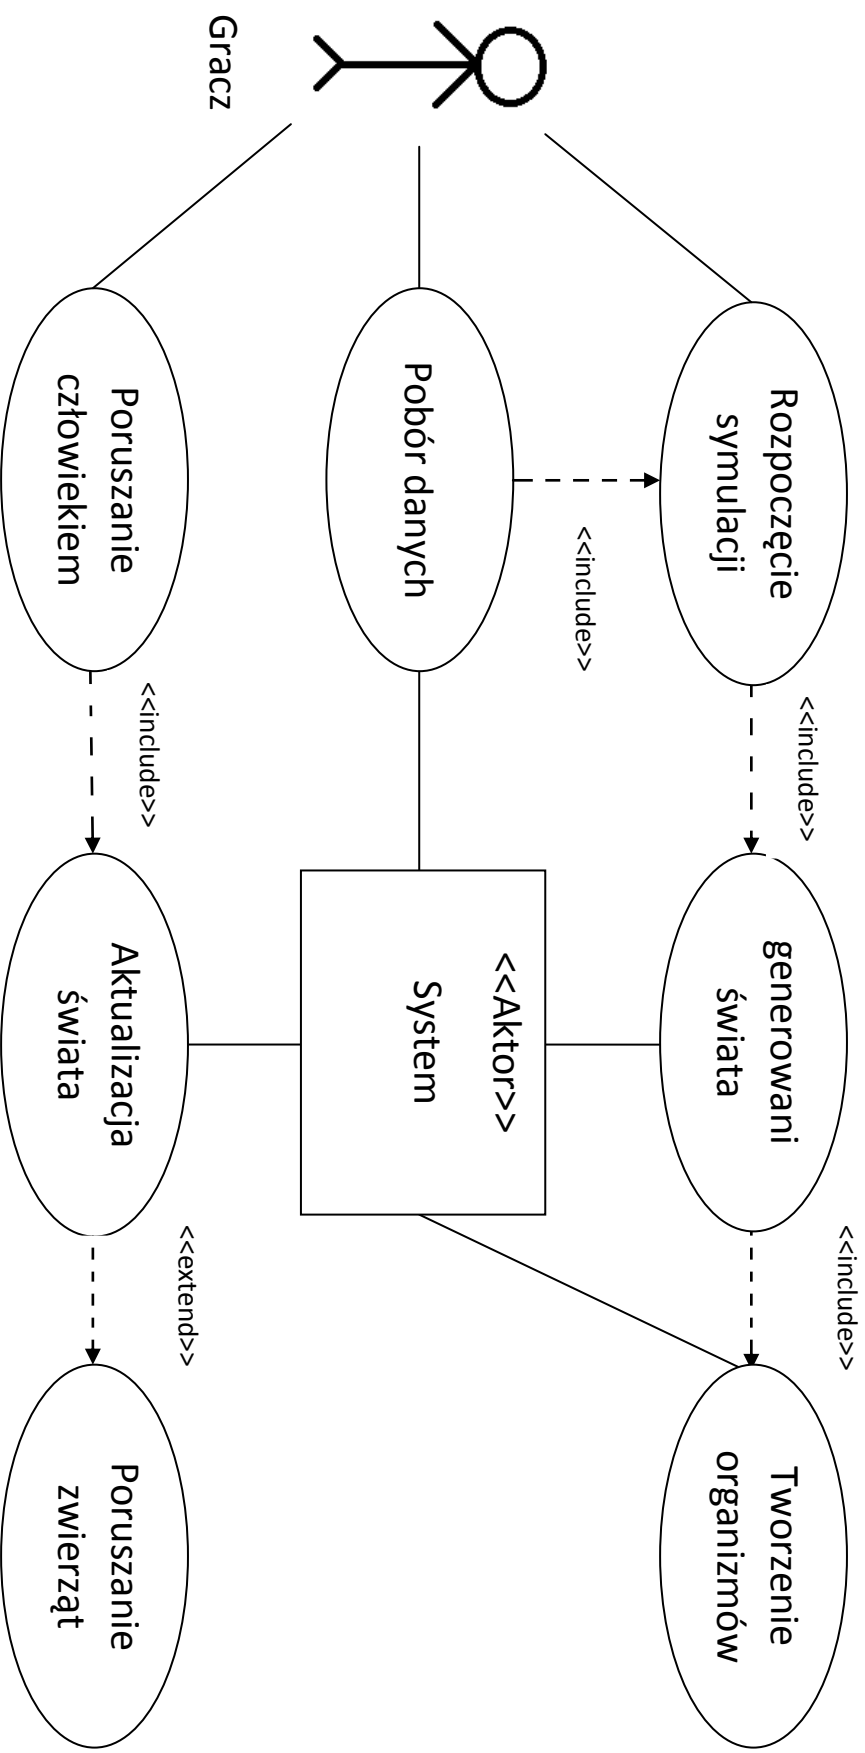 Rozpoczęcie
symulacji
<<include>>
generowani
świata
<<include>>
Tworzenie
organizmów
<<include>>
Gracz
Pobór danych
<<Aktor>>
System
Poruszanie
człowiekiem
<<include>>
Aktualizacja
świata
<<extend>>
Poruszanie
zwierząt